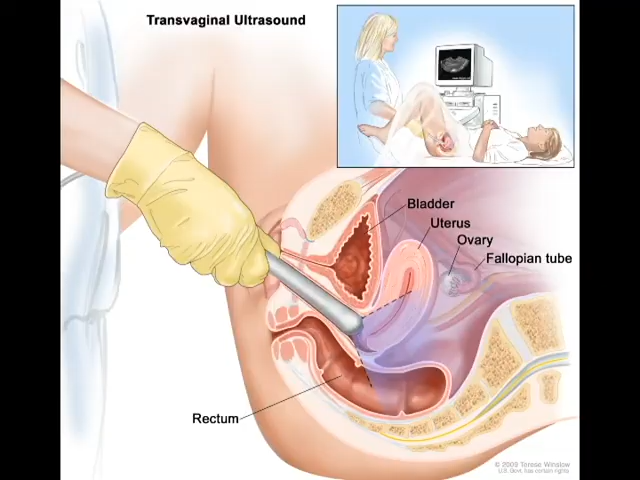 Transvaginal Ultrasound
Bladder
Uterus
Ovary
Fallopian tube
Rectum
© 2009 Terese Winslow
U.S. Govt. has certain rights